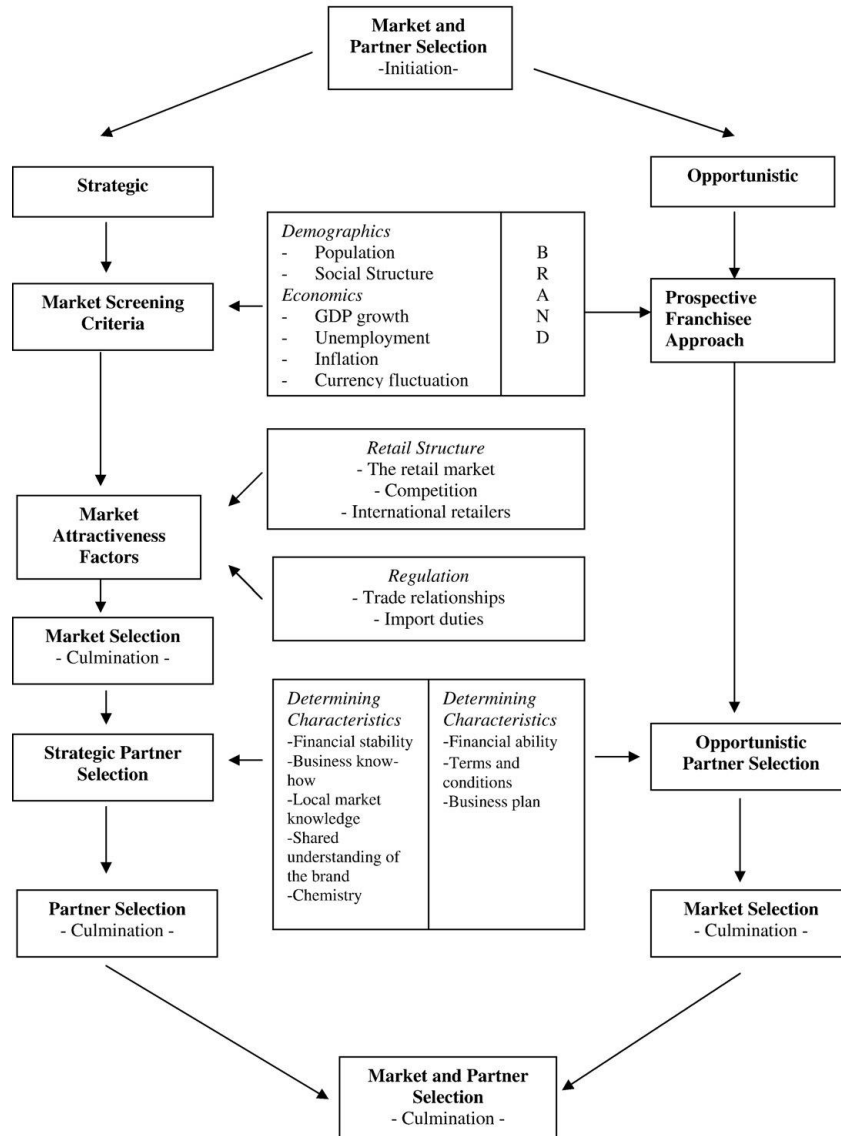 Market and
Partner Selection
-Initiation-
Strategic
Opportunistic
Demographics
- Population
- Social Structure
Economics
- GDP growth
- Unemployment
- Inflation
- Currency fluctuation
B
R
A
N
D
Market Screening
Criteria
Prospective
Franchisee
Approach
Retail Structure
- The retail market
- Competition
- International retailers
Market
Attractiveness
Factors
Regulation
- Trade relationships
- Import duties
Market Selection
- Culmination -
Determining
Characteristics
-Financial stability
-Business know-
how
-Local market
knowledge
-Shared
understanding of
the brand
-Chemistry
Determining
Characteristics
-Financial ability
-Terms and
conditions
-Business plan
Strategic Partner
Selection
Opportunistic
Partner Selection
Partner Selection
- Culmination -
Market Selection
- Culmination -
Market and Partner
Selection
- Culmination -